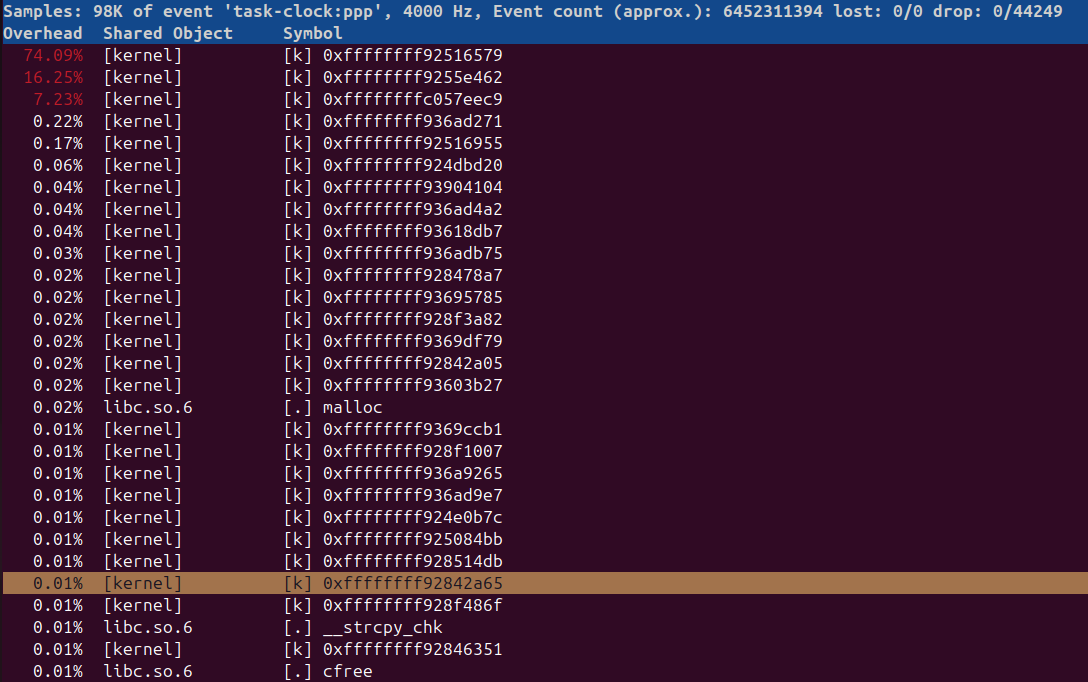 Samples: 98K of event 'task-clock:ppp', 4000 Hz, Event count (approx.): 6452311394 lost: 0/0 drop: 0/44249
Overhead  Shared Object     Symbol
74.09%  [kernel]          [k] 0xffffffff92516579
16.25%  [kernel]          [k] 0xffffffff9255e462
7.23%  [kernel]          [k] 0xffffffffc057eec9
0.22%  [kernel]          [k] 0xffffffff936ad271
0.17%  [kernel]          [k] 0xffffffff92516955
0.06%  [kernel]          [k] 0xffffffff924dbd20
0.04%  [kernel]          [k] 0xffffffff93904104
0.04%  [kernel]          [k] 0xffffffff936ad4a2
0.04%  [kernel]          [k] 0xffffffff93618db7
0.03%  [kernel]          [k] 0xffffffff936adb75
0.02%  [kernel]          [k] 0xffffffff928478a7
0.02%  [kernel]          [k] 0xffffffff93695785
0.02%  [kernel]          [k] 0xffffffff928f3a82
0.02%  [kernel]          [k] 0xffffffff9369df79
0.02%  [kernel]          [k] 0xffffffff92842a05
0.02%  [kernel]          [k] 0xffffffff93603b27
0.02%  libc.so.6         [.] malloc
0.01%  [kernel]          [k] 0xffffffff9369ccb1
0.01%  [kernel]          [k] 0xffffffff928f1007
0.01%  [kernel]          [k] 0xffffffff936a9265
0.01%  [kernel]          [k] 0xffffffff936ad9e7
0.01%  [kernel]          [k] 0xffffffff924e0b7c
0.01%  [kernel]          [k] 0xffffffff925084bb
0.01%  [kernel]          [k] 0xffffffff928514db
0.01%  [kernel]          [k] 0xffffffff92842a65
0.01%  [kernel]          [k] 0xffffffff928f486f
0.01%  libc.so.6         [.] __strcpy_chk
0.01%  [kernel]          [k] 0xffffffff92846351
0.01%  libc.so.6         [.] cfree